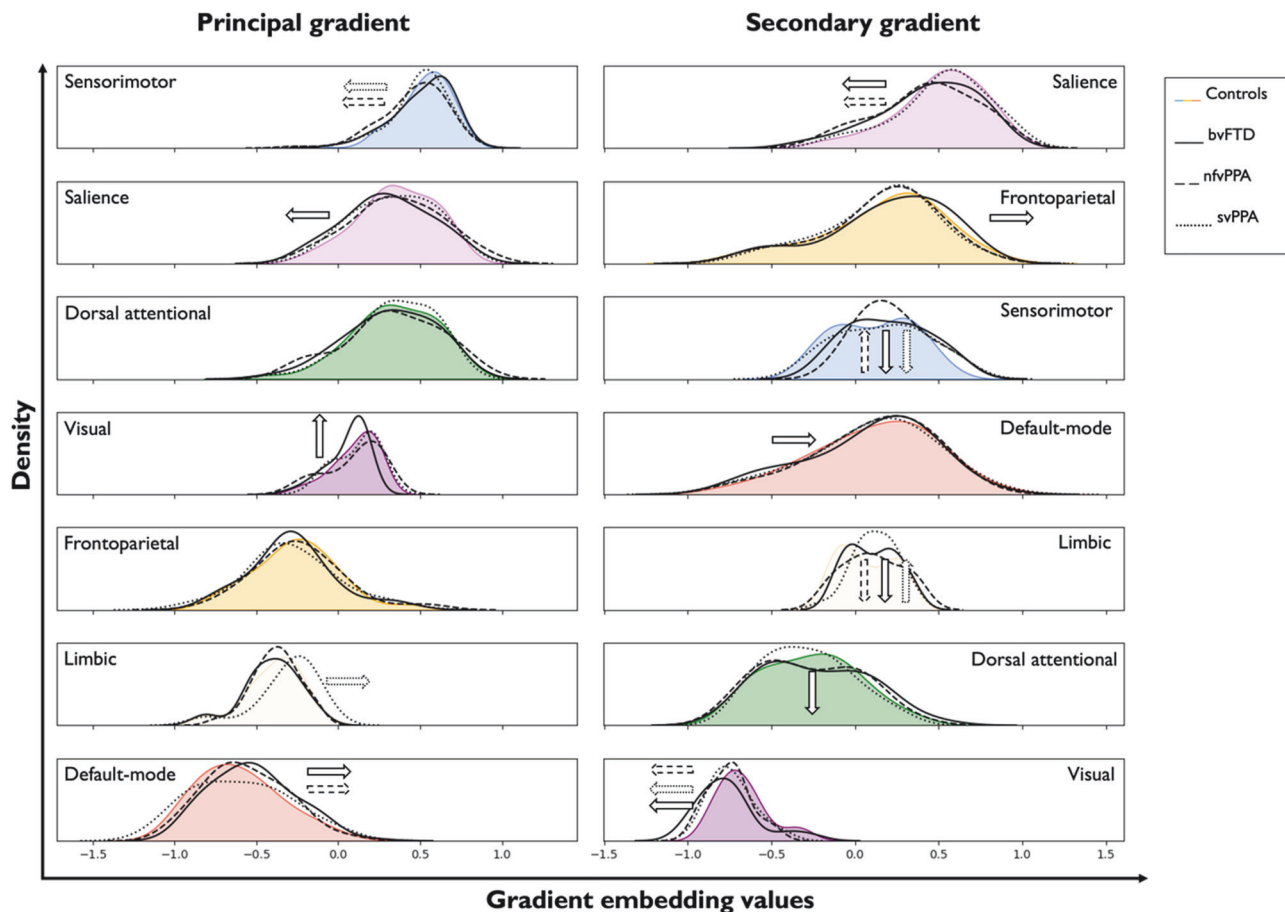 Principal gradient
Secondary gradient
Sensorimotor
Salience
Dorsal attentional
Visual
Frontoparietal
Limbic
Default-mode
Salience
Frontoparietal
Sensorimotor
Default-mode
Limbic
Dorsal attentional
Visual
Controls
bvFTD
nfvPPA
svPPA
Density
−1.5 −1.0 −0.5 0.0 0.5 1.0
−1.5 −1.0 −0.5 0.0 0.5 1.0 1.5
Gradient embedding values